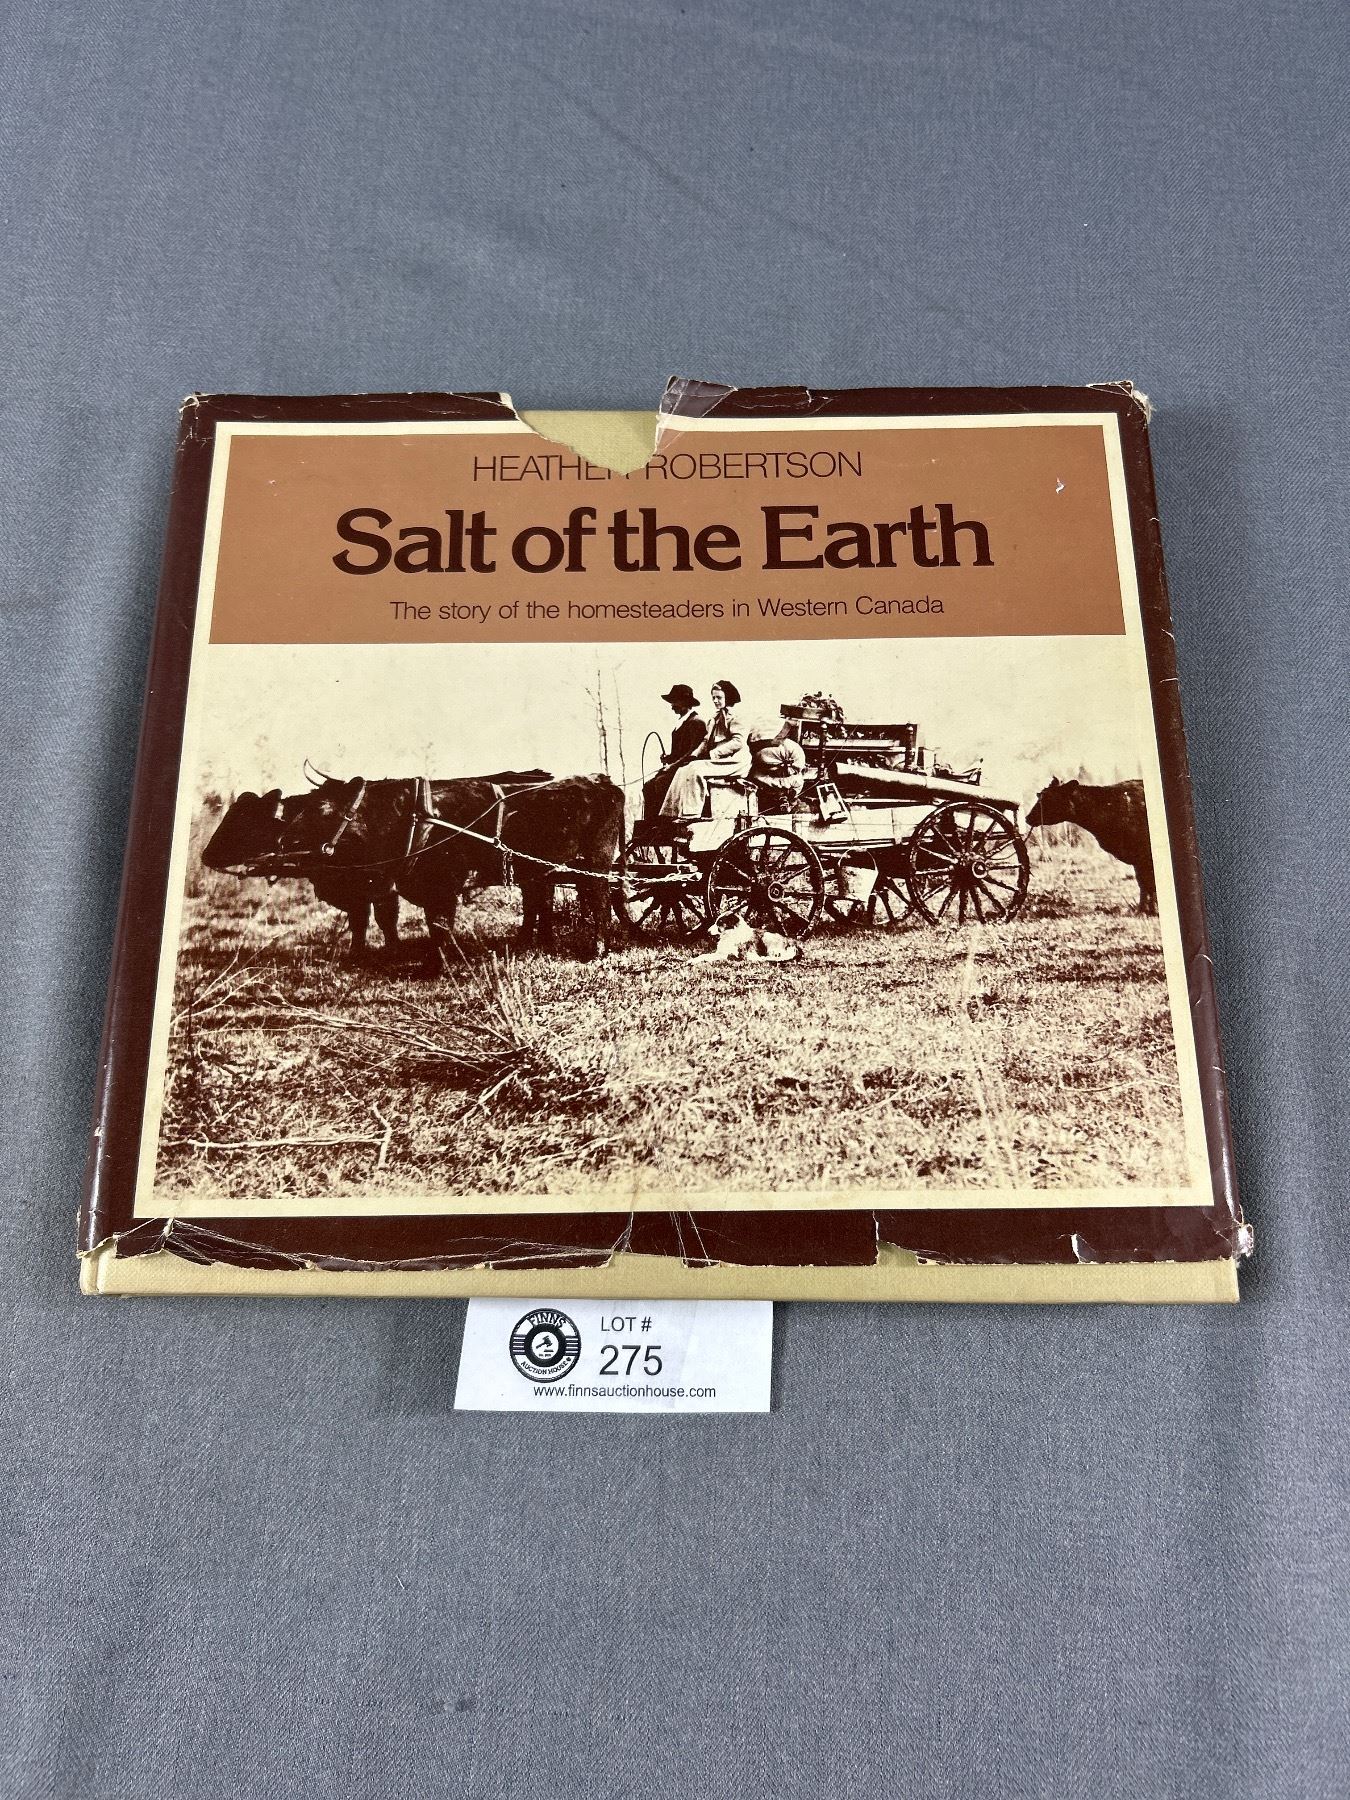 HEATHER ROBERTSON
Salt of the Earth
The story of the homesteaders in Western Canada
FINNS
AUCTION HOUSE
LOT #
275
www.finnsauctionhouse.com